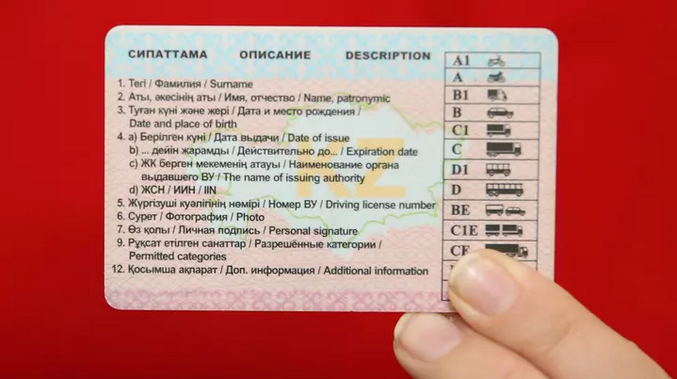 СИПАТТАМА ОПИСАНИЕ DESCRIPTION
1. Тегі / Фамилия / Surname
2. Аты, әкесінің аты / Имя, отчество / Name, patronymic
3. Туған күні және жері / Дата и место рождения /
Date and place of birth
4. a) Берілген күні / Дата выдачи / Date of issue
b) ... дейін жарамды / Действительно до... / Expiration date
c) ЖК берген мекеменің атауы / Наименование органа
выдавшего ВУ / The name of issuing authority
d) ЖСН / ИИН / IIN
5. Жүргізуші куәлігінің нөмірі / Номер ВУ / Driving license number
6. Сурет / Фотография / Photo
7. Өз қолы / Личная подпись / Personal signature
9. Рұқсат етілген санаттар / Разрешённые категории /
Permitted categories
12. Қосымша ақпарат / Доп. информация / Additional information
KZ
A1
A
B1
B
C1
C
D1
D
BE
C1E
CE